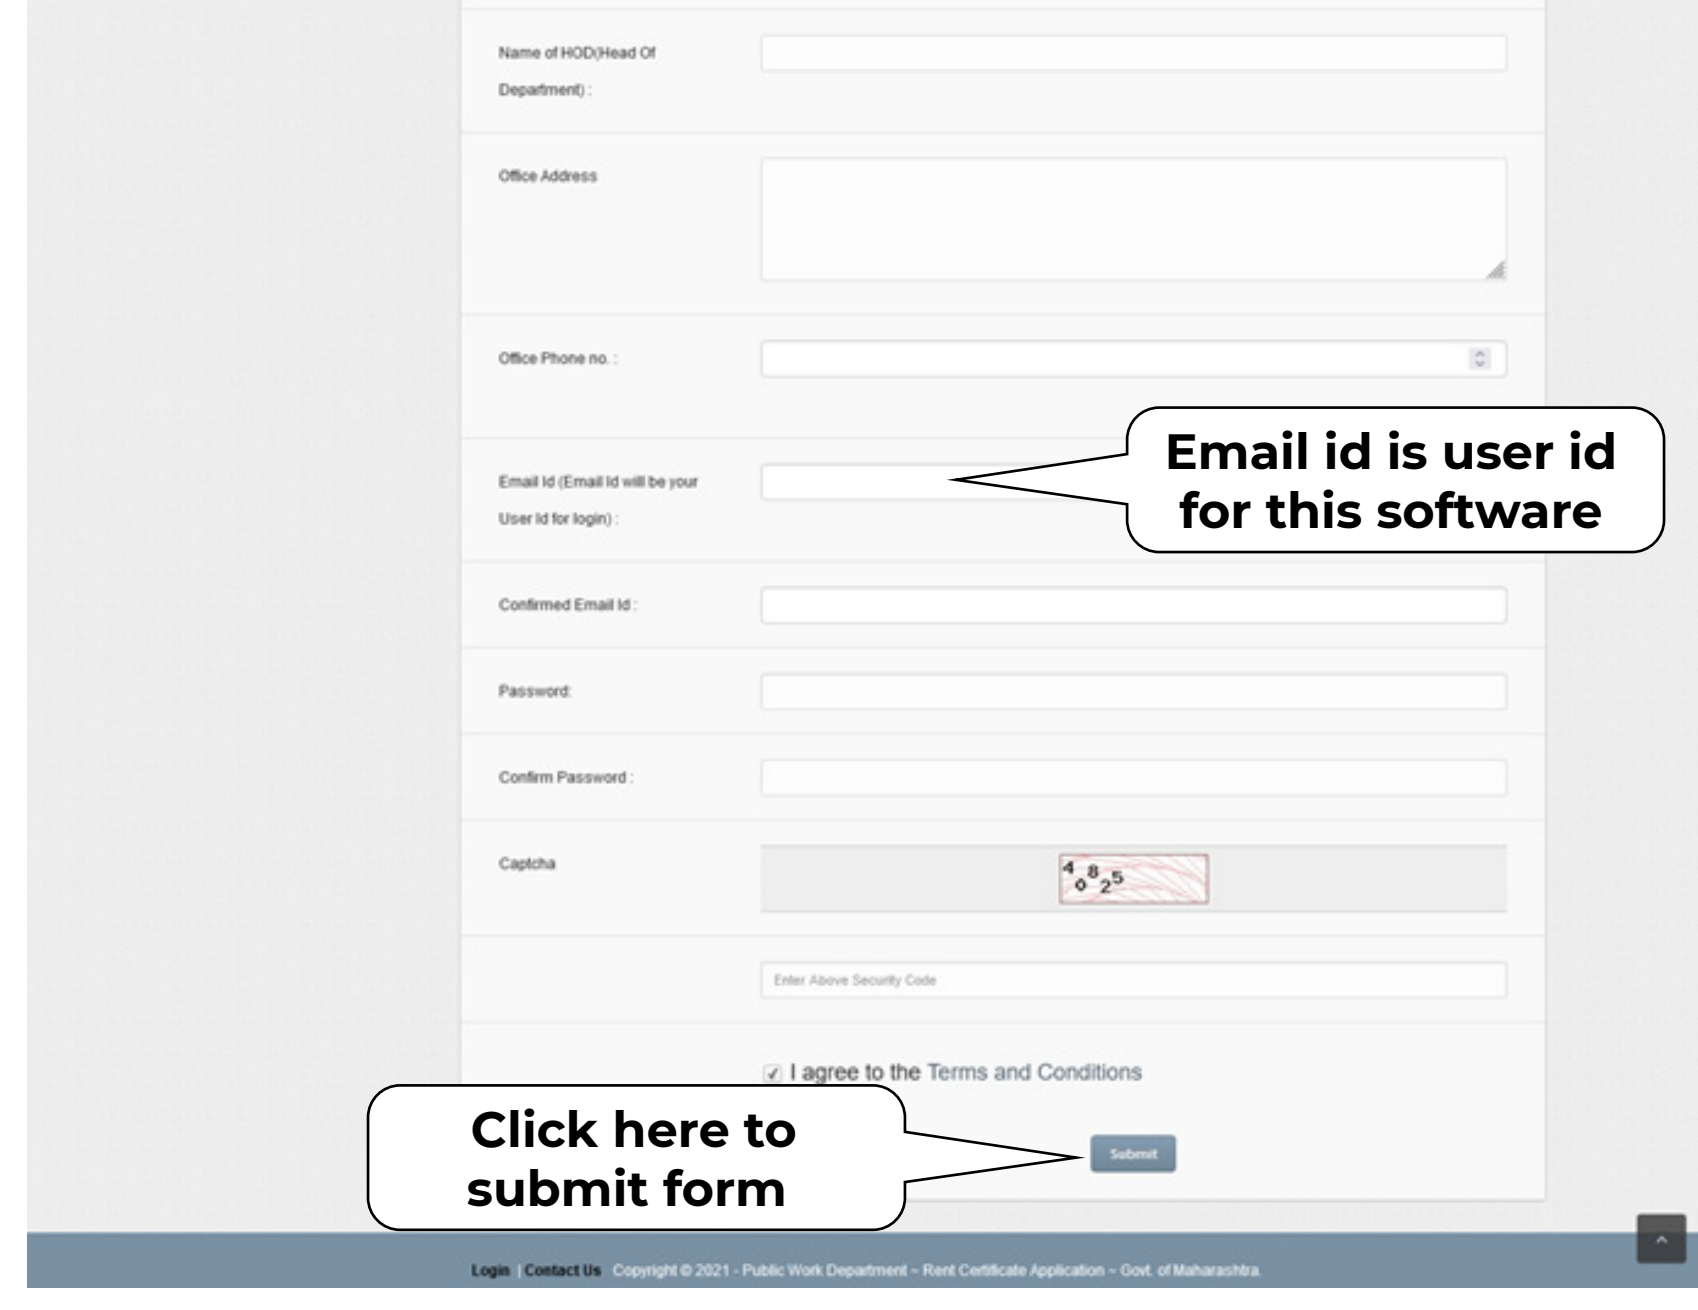 Name of HOD(Head Of
Department) :
Office Address
Office Phone no. :
Email id is user id
for this software
Email Id (Email Id will be your
User Id for login) :
Confirmed Email Id :
Password:
Confirm Password :
Captcha
4 0 8 2 5
Enter Above Security Code
I agree to the Terms and Conditions
Click here to
submit form
Submit
Login | Contact Us Copyright © 2021 - Public Work Department ~ Rent Certificate Application ~ Govt. of Maharashtra.